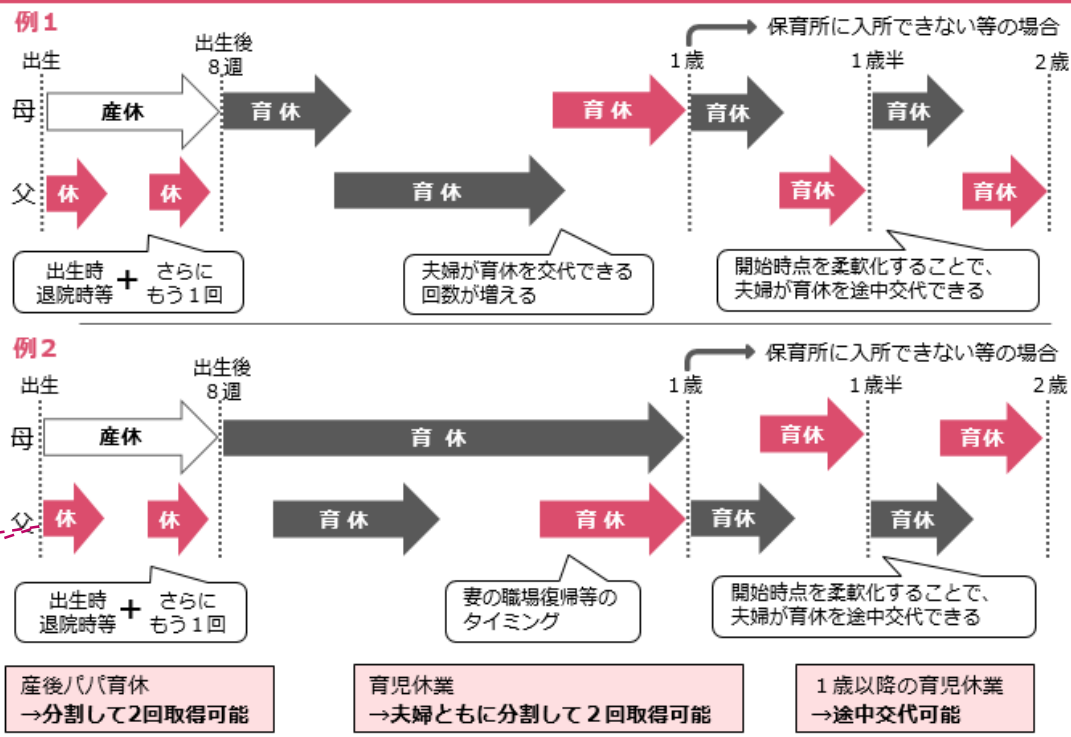 例１
保育所に入所できない等の場合
出生
出生後
８週
１歳
１歳半
２歳
母
産休
育休
育休
育休
育休
父
休
休
育休
育休
育休
出生時
退院時等
＋
さらに
もう１回
夫婦が育休を交代できる
回数が増える
開始時点を柔軟化することで、
夫婦が育休を途中交代できる
例２
保育所に入所できない等の場合
出生
出生後
８週
１歳
１歳半
２歳
母
産休
育休
育休
育休
父
休
休
育休
育休
育休
育休
出生時
退院時等
＋
さらに
もう１回
妻の職場復帰等の
タイミング
開始時点を柔軟化することで、
夫婦が育休を途中交代できる
産後パパ育休
→分割して2回取得可能
育児休業
→夫婦ともに分割して２回取得可能
１歳以降の育児休業
→途中交代可能